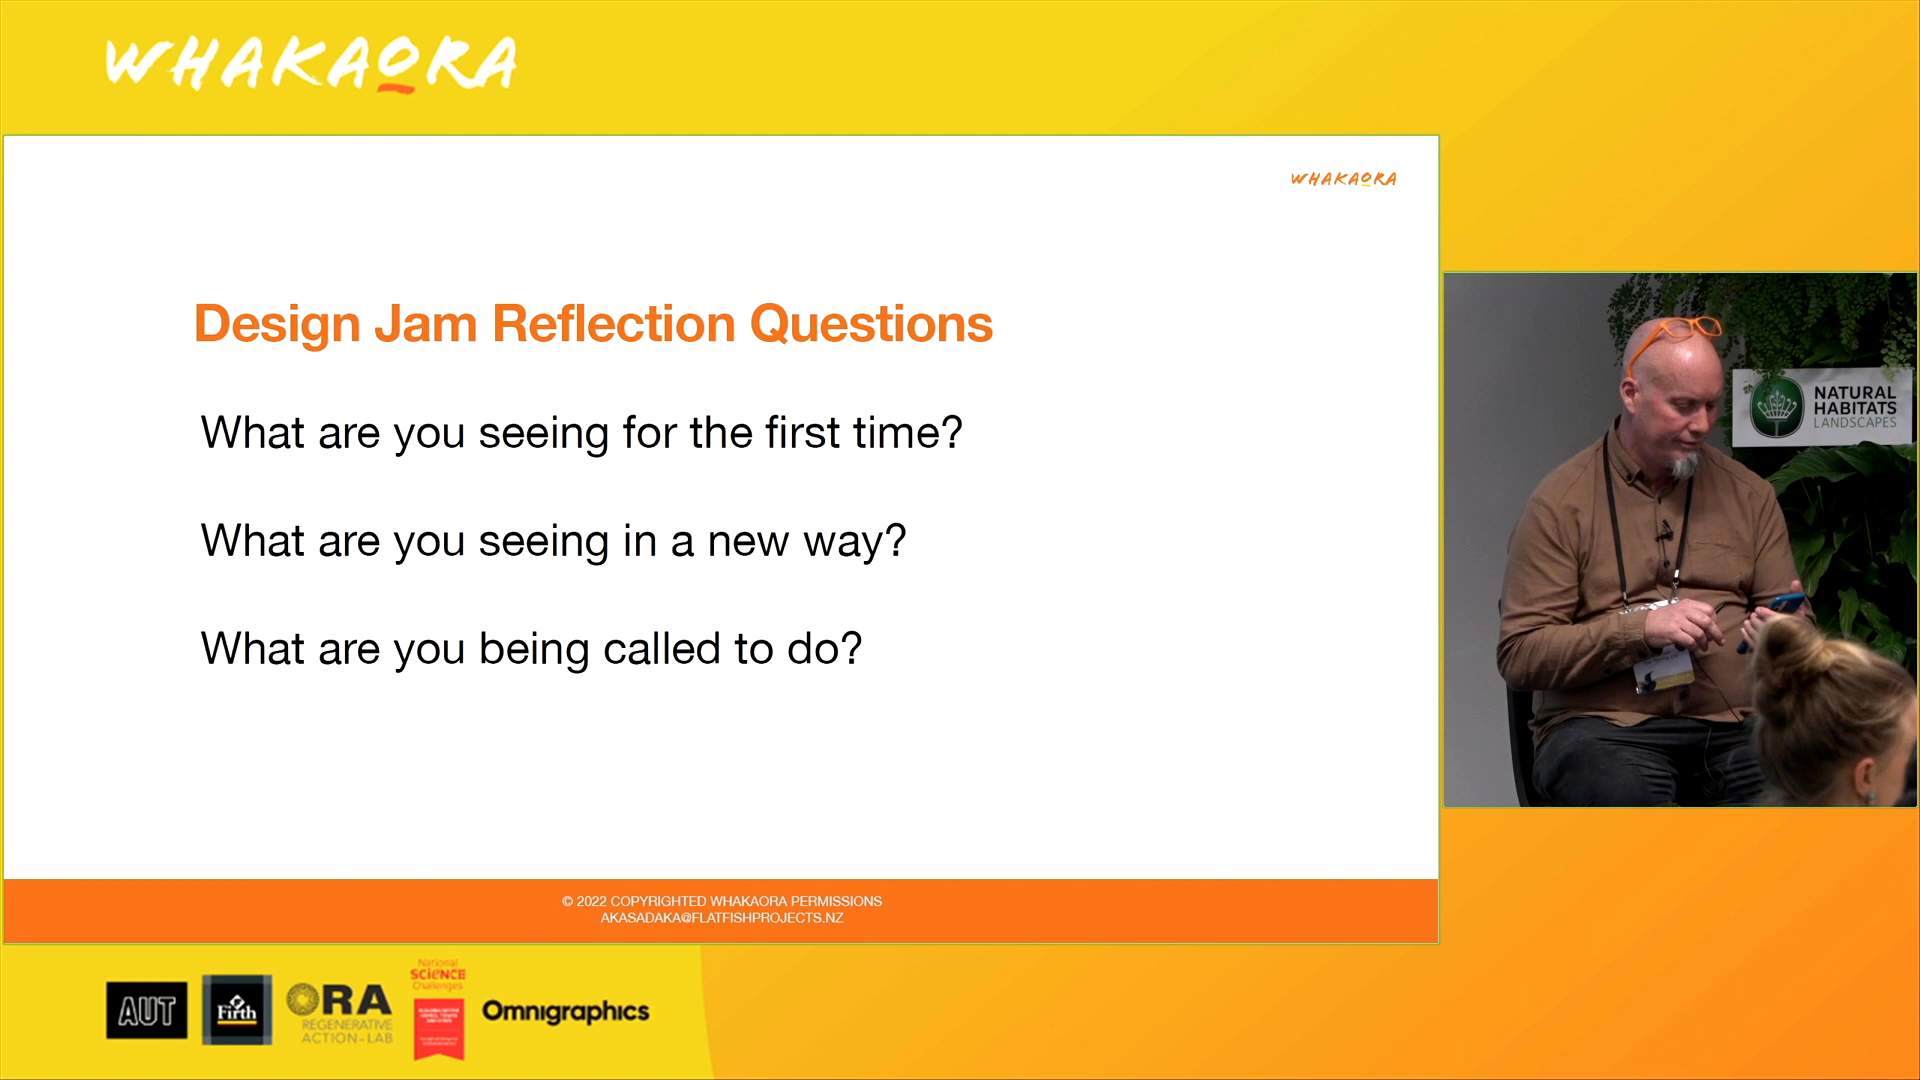 WHAKAORA
WHAKAORA
Design Jam Reflection Questions
What are you seeing for the first time?
What are you seeing in a new way?
What are you being called to do?
© 2022 COPYRIGHTED WHAKAORA PERMISSIONS
AKASADAKA@FLATFISHPROJECTS.NZ
NATURAL
HABITATS
LANDSCAPES
AUT
Firth
ORA
REGENERATIVE
ACTION-LAB
National
SCIENCE
Challenges
Omnigraphics